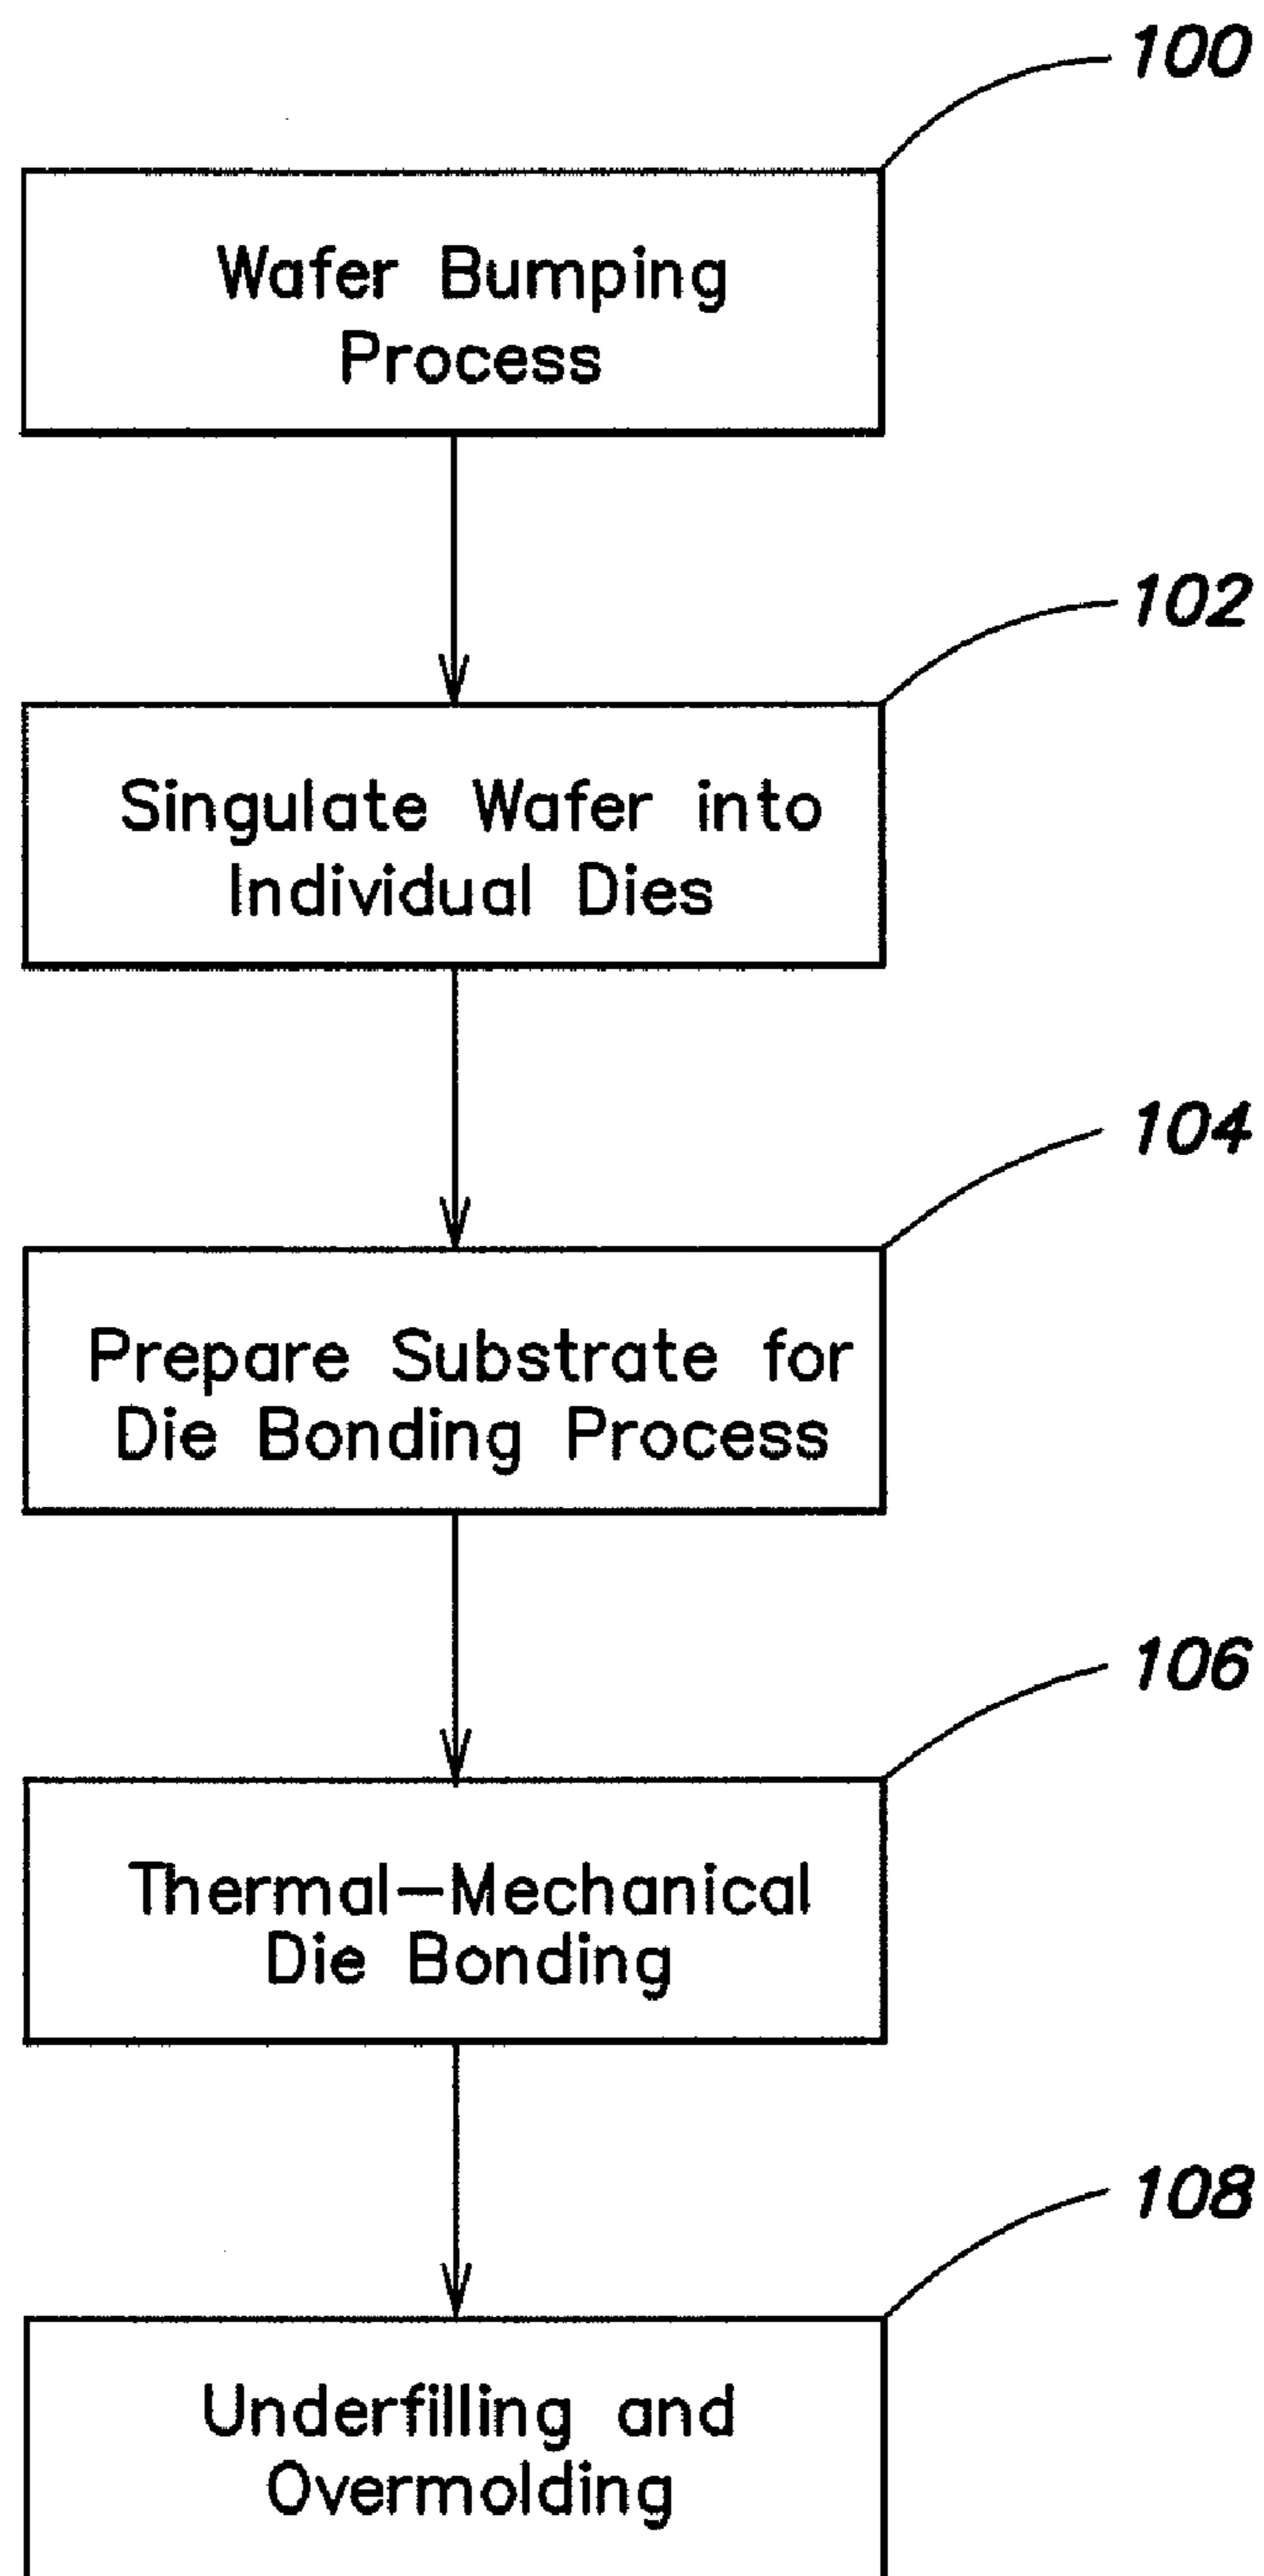 100
Wafer Bumping
Process
102
Singulate Wafer into
Individual Dies
104
Prepare Substrate for
Die Bonding Process
106
Thermal-Mechanical
Die Bonding
108
Underfilling and
Overmolding